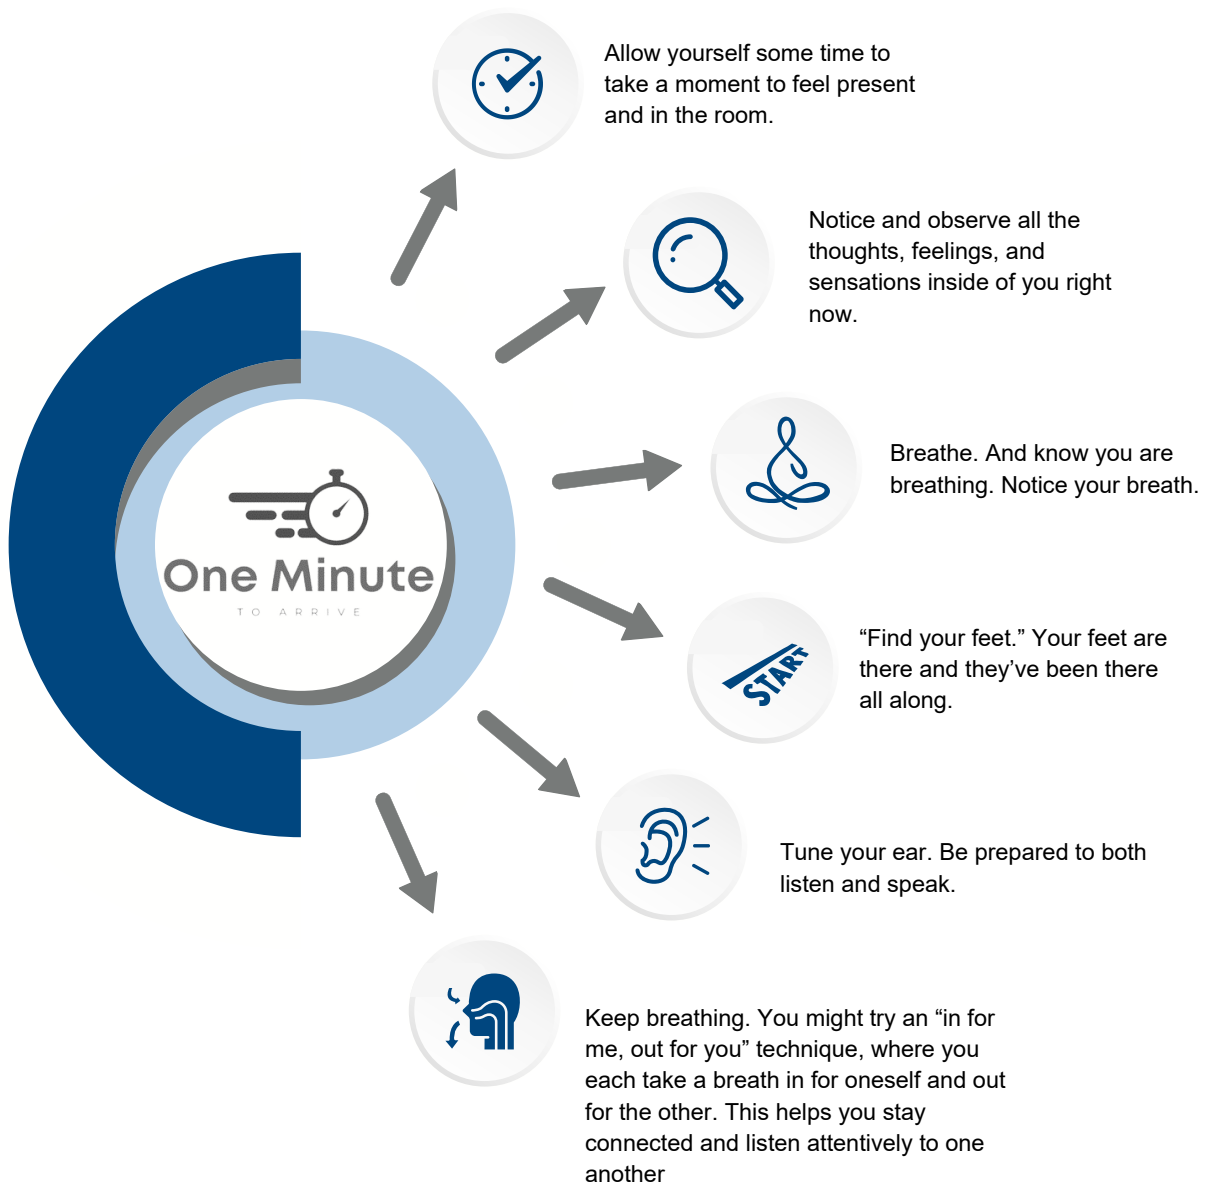 Allow yourself some time to
take a moment to feel present
and in the room.
Notice and observe all the
thoughts, feelings, and
sensations inside of you right
now.
Breathe. And know you are
breathing. Notice your breath.
One Minute
TO ARRIVE
START
“Find your feet.” Your feet are
there and they’ve been there
all along.
Tune your ear. Be prepared to both
listen and speak.
Keep breathing. You might try an “in for
me, out for you” technique, where you
each take a breath in for oneself and out
for the other. This helps you stay
connected and listen attentively to one
another